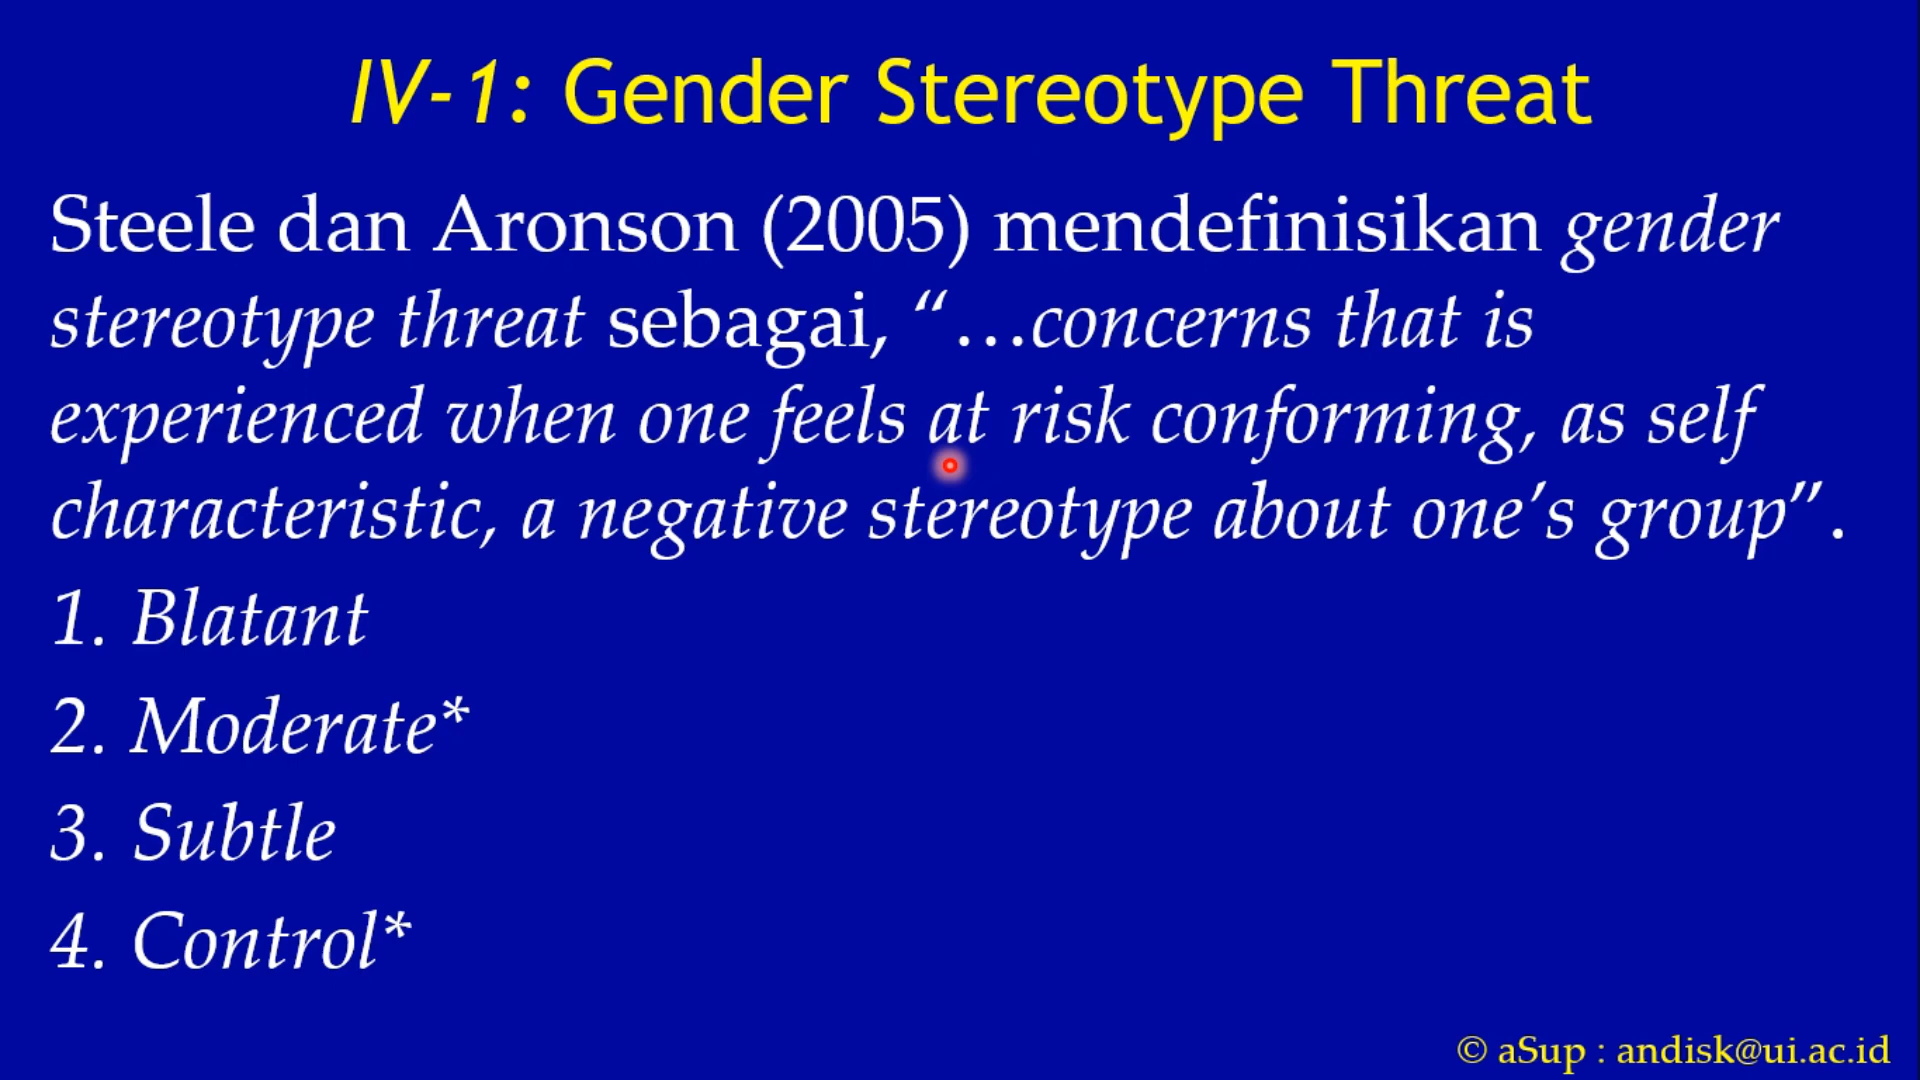 IV-1: Gender Stereotype Threat
Steele dan Aronson (2005) mendefinisikan gender
stereotype threat sebagai, “…concerns that is
experienced when one feels at risk conforming, as self
characteristic, a negative stereotype about one’s group”.
1. Blatant
2. Moderate*
3. Subtle
4. Control*
© aSup : andisk@ui.ac.id